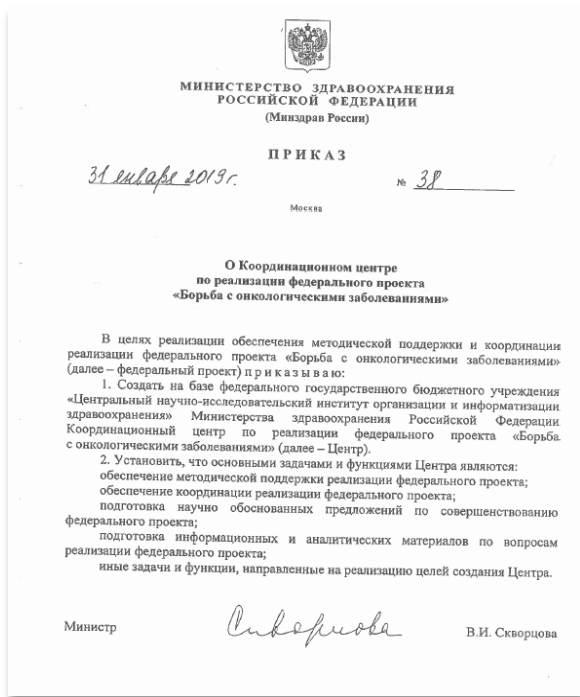 МИНИСТЕРСТВО ЗДРАВООХРАНЕНИЯ
РОССИЙСКОЙ ФЕДЕРАЦИИ
(Минздрав России)
ПРИКАЗ
31 января 2019г. № 38
Москва
О Координационном центре
по реализации федерального проекта
«Борьба с онкологическими заболеваниями»
В целях реализации обеспечения методической поддержки и координации
реализации федерального проекта «Борьба с онкологическими заболеваниями»
(далее – федеральный проект) п р и к а з ы в а ю:
1. Создать на базе федерального государственного бюджетного учреждения
«Центральный научно-исследовательский институт организации и информатизации
здравоохранения» Министерства здравоохранения Российской Федерации
Координационный центр по реализации федерального проекта «Борьба
с онкологическими заболеваниями» (далее – Центр).
2. Установить, что основными задачами и функциями Центра являются:
обеспечение методической поддержки реализации федерального проекта;
обеспечение координации реализации федерального проекта;
подготовка научно обоснованных предложений по совершенствованию
федерального проекта;
подготовка информационных и аналитических материалов по вопросам
реализации федерального проекта;
иные задачи и функции, направленные на реализацию целей создания Центра.
Министр Скворцова В.И. Скворцова